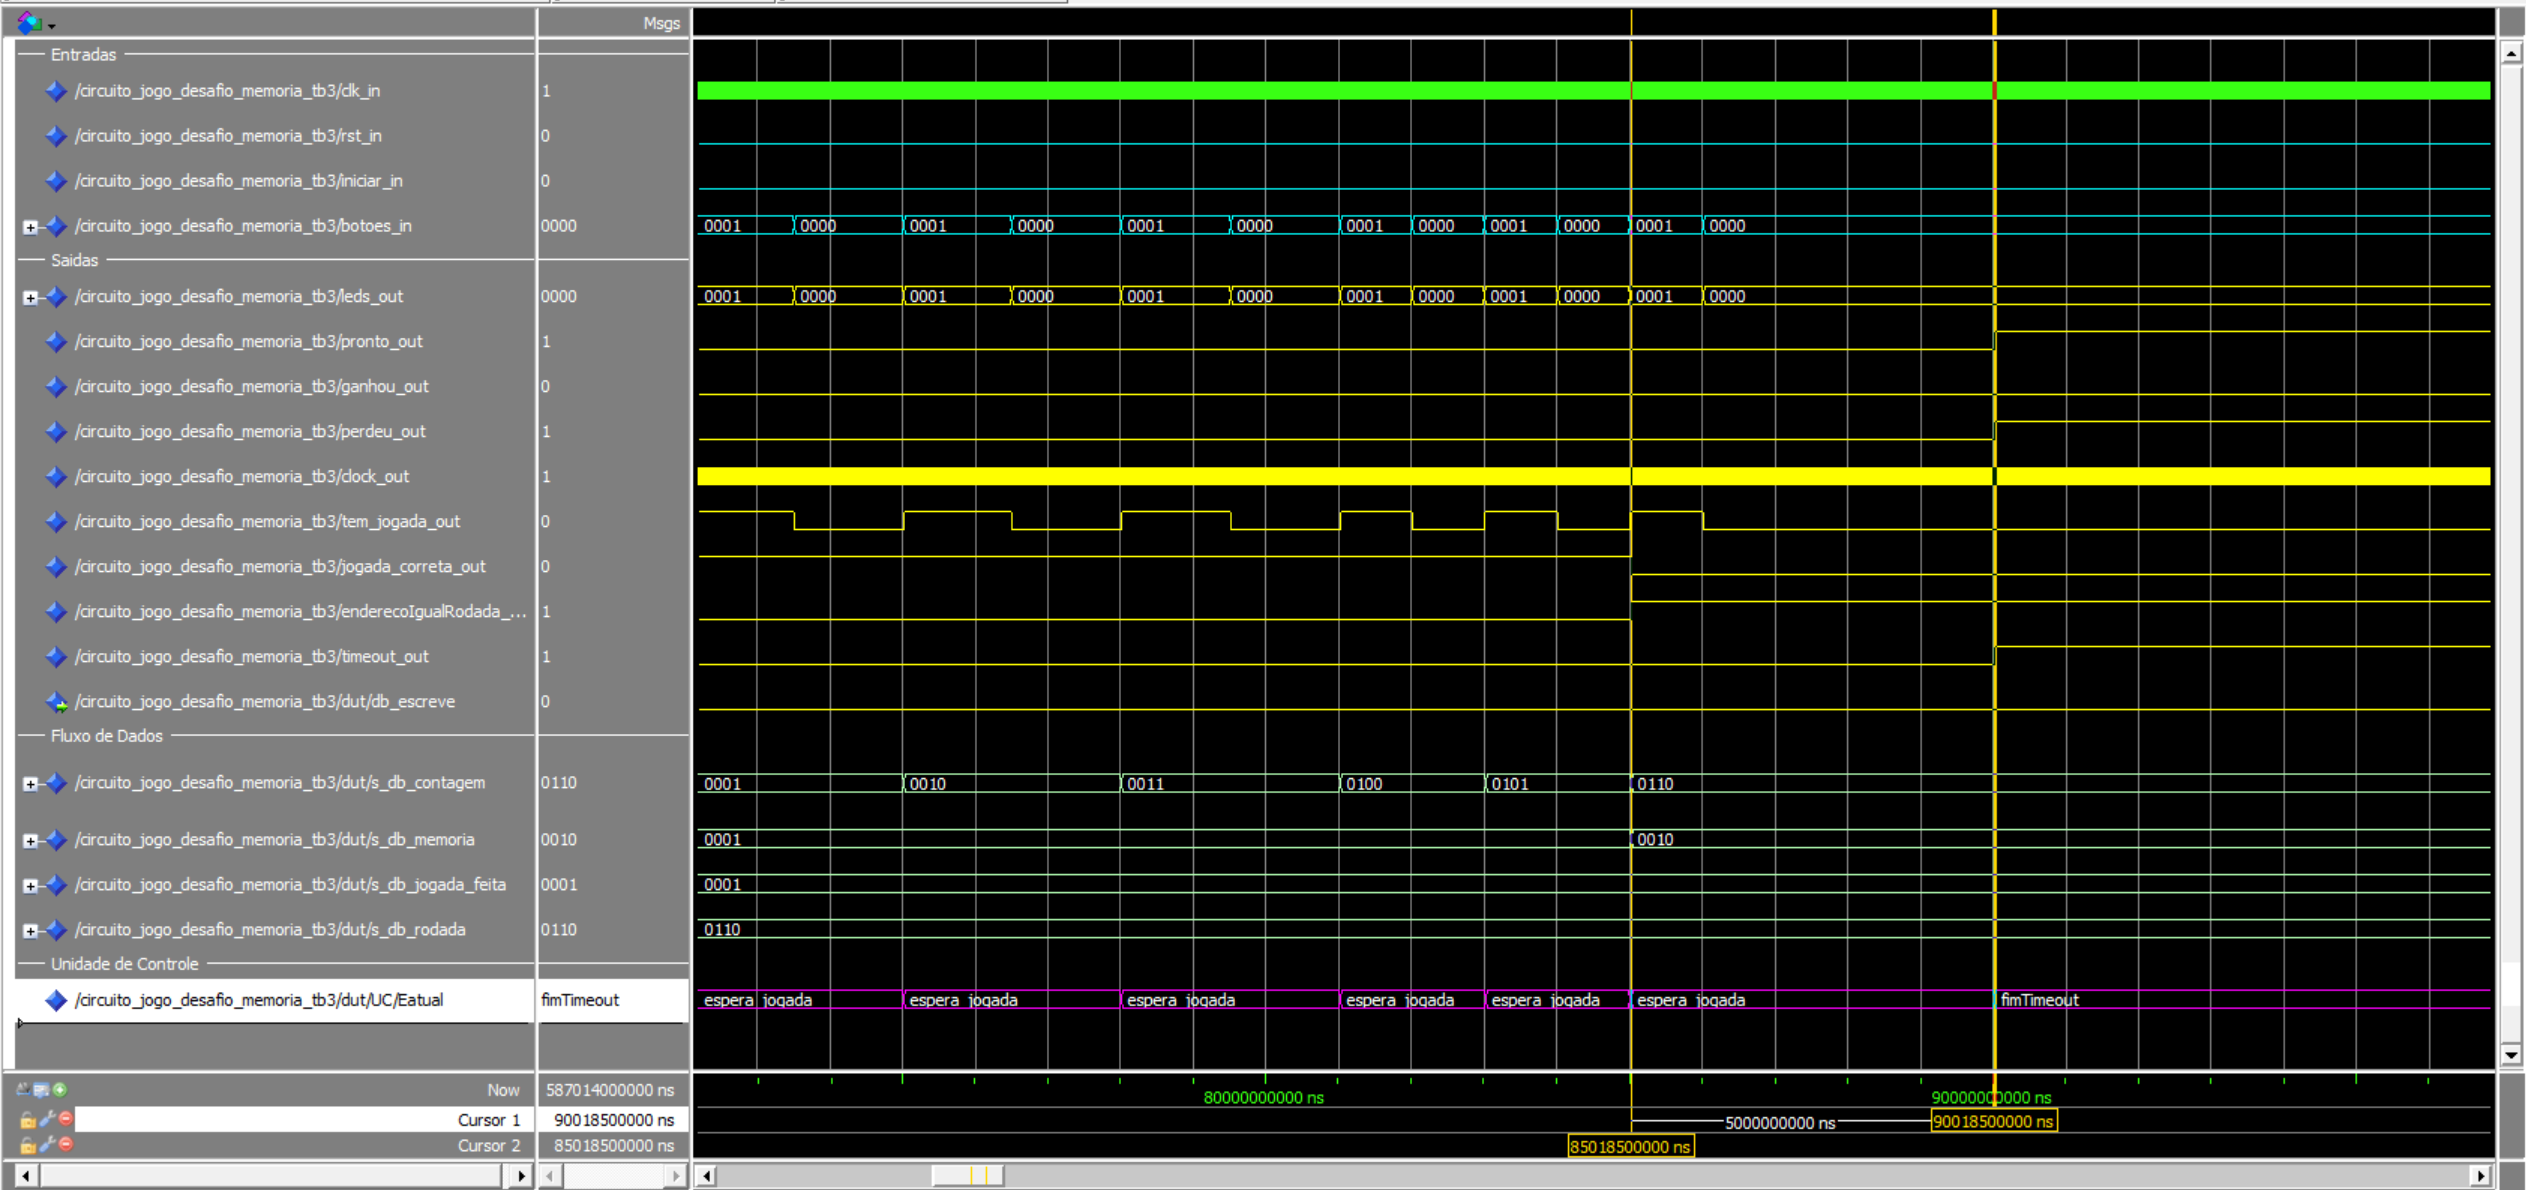 Msgs
Entradas
/circuito_jogo_desafio_memoria_tb3/clk_in 1
/circuito_jogo_desafio_memoria_tb3/rst_in 0
/circuito_jogo_desafio_memoria_tb3/iniciar_in 0
/circuito_jogo_desafio_memoria_tb3/botoes_in 0000 0001 0000 0001 0000 0001 0000 0001 0000 0001 0000 0001 0000
Saidas
/circuito_jogo_desafio_memoria_tb3/leds_out 0000 0001 0000 0001 0000 0001 0000 0001 0000 0001 0000 0001 0000
/circuito_jogo_desafio_memoria_tb3/pronto_out 1
/circuito_jogo_desafio_memoria_tb3/ganhou_out 0
/circuito_jogo_desafio_memoria_tb3/perdeu_out 1
/circuito_jogo_desafio_memoria_tb3/clock_out 1
/circuito_jogo_desafio_memoria_tb3/tem_jogada_out 0
/circuito_jogo_desafio_memoria_tb3/jogada_correta_out 0
/circuito_jogo_desafio_memoria_tb3/enderecoIgualRodada_... 1
/circuito_jogo_desafio_memoria_tb3/timeout_out 1
/circuito_jogo_desafio_memoria_tb3/dut/db_escreve 0
Fluxo de Dados
/circuito_jogo_desafio_memoria_tb3/dut/s_db_contagem 0110 0001 0010 0011 0100 0101 0110
/circuito_jogo_desafio_memoria_tb3/dut/s_db_memoria 0010 0001 0010
/circuito_jogo_desafio_memoria_tb3/dut/s_db_jogada_feita 0001 0001
/circuito_jogo_desafio_memoria_tb3/dut/s_db_rodada 0110 0110
Unidade de Controle
/circuito_jogo_desafio_memoria_tb3/dut/UC/Eatual fimTimeout espera_jogada espera_jogada espera_jogada espera_jogada espera_jogada espera_jogada fimTimeout
Now 587014000000 ns 80000000000 ns 90000000000 ns
Cursor 1 90018500000 ns 5000000000 ns 90018500000 ns
Cursor 2 85018500000 ns 85018500000 ns